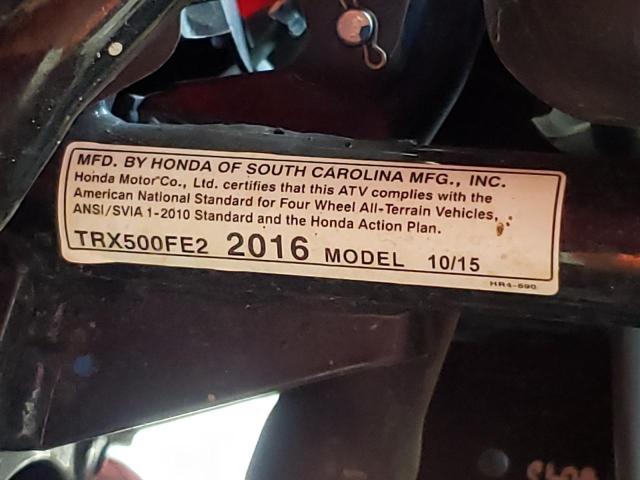 MFD. BY HONDA OF SOUTH CAROLINA MFG., INC.
Honda Motor Co., Ltd. certifies that this ATV complies with the
American National Standard for Four Wheel All-Terrain Vehicles,
ANSI/SVIA 1-2010 Standard and the Honda Action Plan.
TRX500FE2 2016 MODEL 10/15
HR4-690